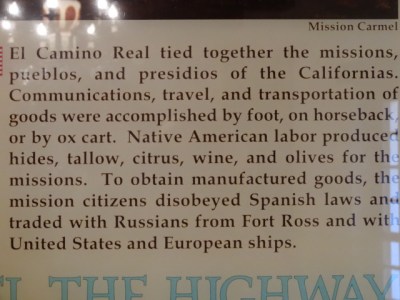 Mission Carmel
El Camino Real tied together the missions,
pueblos, and presidios of the Californias.
Communications, travel, and transportation of
goods were accomplished by foot, on horseback,
or by ox cart. Native American labor produced
hides, tallow, citrus, wine, and olives for the
missions. To obtain manufactured goods, the
mission citizens disobeyed Spanish laws and
traded with Russians from Fort Ross and with
United States and European ships.
THE HIGHWAY